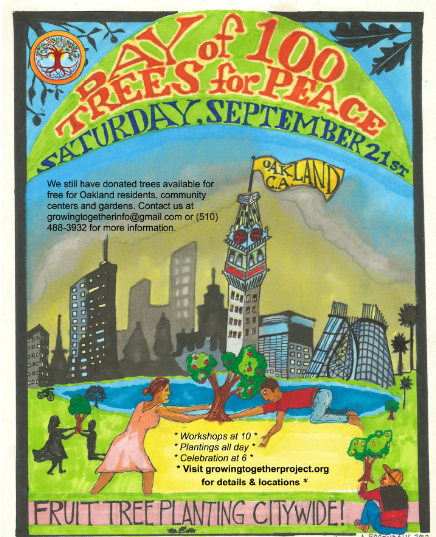 DAY of 100
TREES for PEACE
SATURDAY, SEPTEMBER 21ST
OAKLAND
CA.
We still have donated trees available for
free for Oakland residents, community
centers and gardens. Contact us at
growingtogetherinfo@gmail.com or (510)
488-3932 for more information.
* Workshops at 10 *
* Plantings all day *
* Celebration at 6 *
* Visit growingtogetherproject.org
for details & locations *
FRUIT TREE PLANTING CITYWIDE!